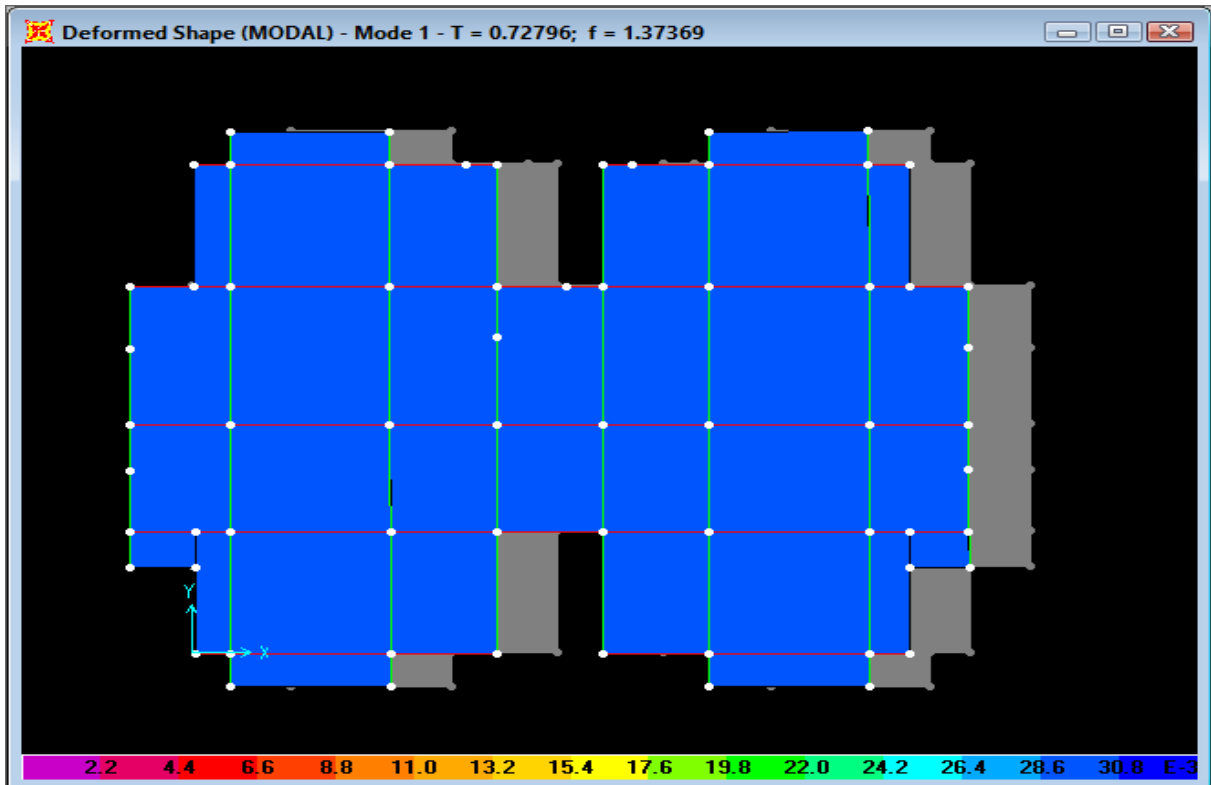 Deformed Shape (MODAL) - Mode 1 - T = 0.72796; f = 1.37369
Y
X
2.2 4.4 6.6 8.8 11.0 13.2 15.4 17.6 19.8 22.0 24.2 26.4 28.6 30.8 E-3